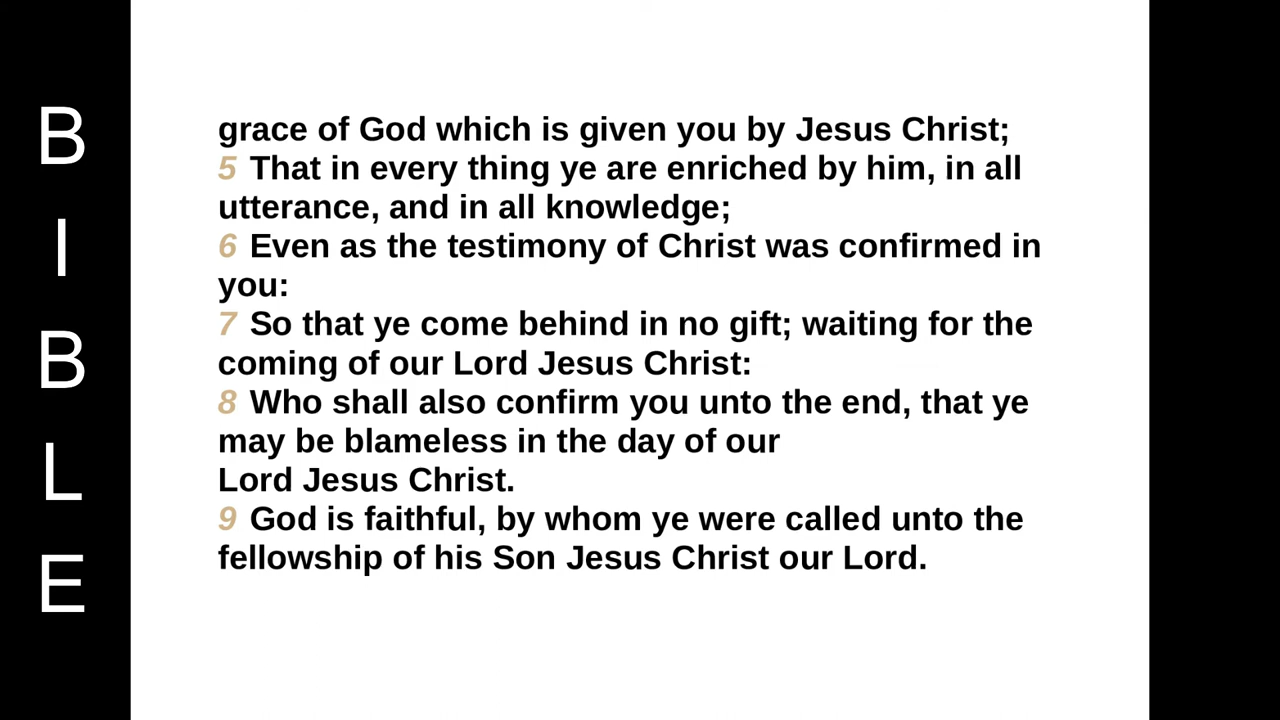 BIBLE
grace of God which is given you by Jesus Christ;
5 That in every thing ye are enriched by him, in all
utterance, and in all knowledge;
6 Even as the testimony of Christ was confirmed in
you:
7 So that ye come behind in no gift; waiting for the
coming of our Lord Jesus Christ:
8 Who shall also confirm you unto the end, that ye
may be blameless in the day of our
Lord Jesus Christ.
9 God is faithful, by whom ye were called unto the
fellowship of his Son Jesus Christ our Lord.